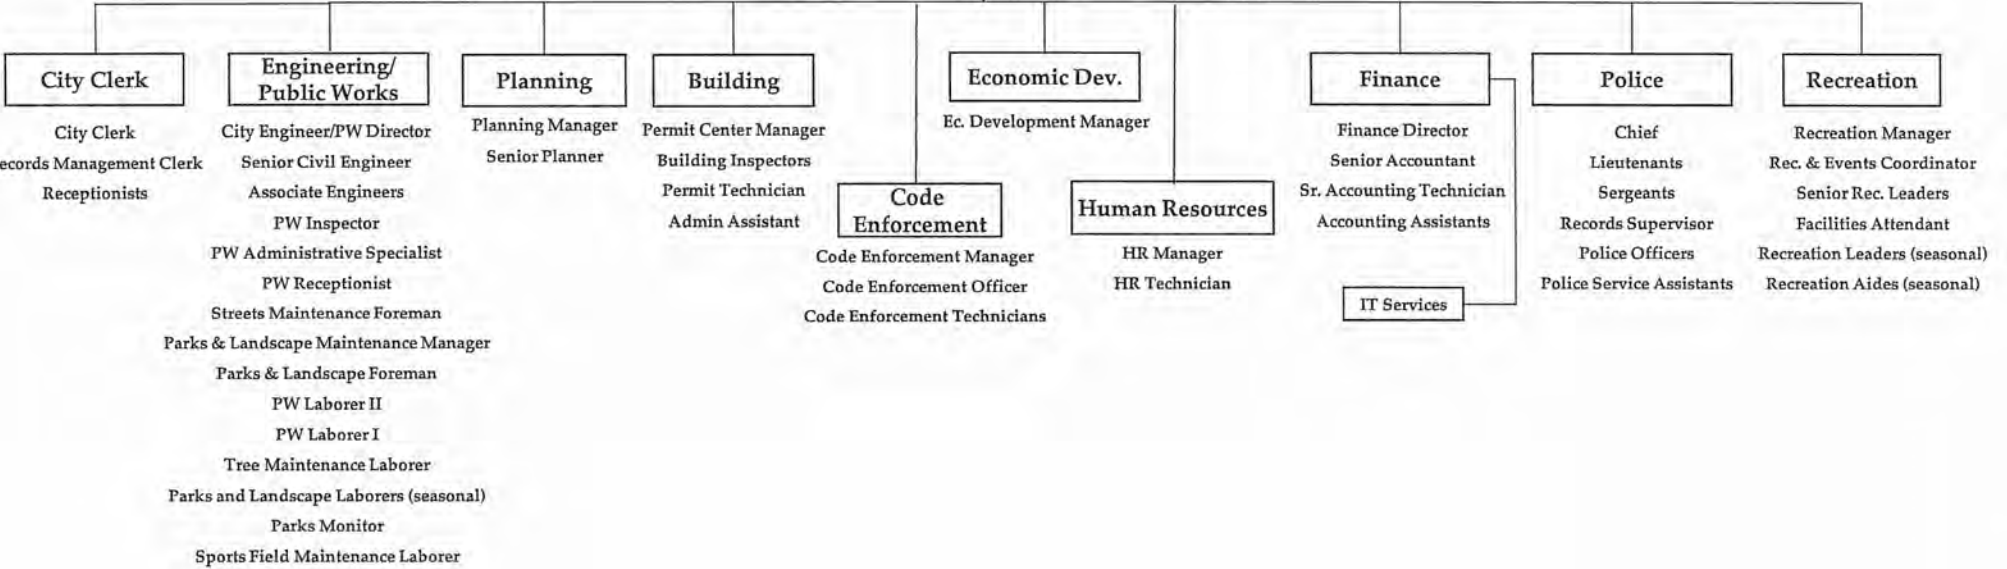 City Clerk
City Clerk
Management Clerk
Receptionists
Engineering/
Public Works
City Engineer/PW Director
Senior Civil Engineer
Associate Engineers
PW Inspector
PW Administrative Specialist
PW Receptionist
Streets Maintenance Foreman
Parks & Landscape Maintenance Manager
Parks & Landscape Foreman
PW Laborer II
PW Laborer I
Tree Maintenance Laborer
Parks and Landscape Laborers (seasonal)
Parks Monitor
Sports Field Maintenance Laborer
Planning
Planning Manager
Senior Planner
Building
Permit Center Manager
Building Inspectors
Permit Technician
Admin Assistant
Code
Enforcement
Code Enforcement Manager
Code Enforcement Officer
Code Enforcement Technicians
Economic Dev.
Ec. Development Manager
Human Resources
HR Manager
HR Technician
Finance
Finance Director
Senior Accountant
Sr. Accounting Technician
Accounting Assistants
IT Services
Police
Chief
Lieutenants
Sergeants
Records Supervisor
Police Officers
Police Service Assistants
Recreation
Recreation Manager
Rec. & Events Coordinator
Senior Rec. Leaders
Facilities Attendant
Recreation Leaders (seasonal)
Recreation Aides (seasonal)